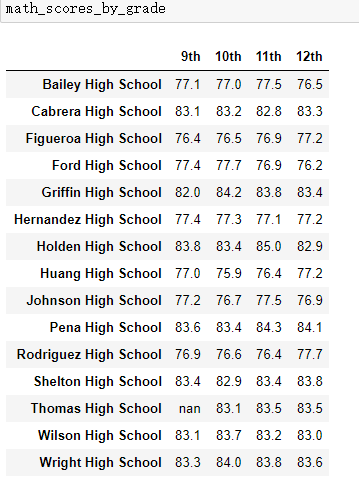 math_scores_by_grade
9th 10th 11th 12th
Bailey High School 77.1 77.0 77.5 76.5
Cabrera High School 83.1 83.2 82.8 83.3
Figueroa High School 76.4 76.5 76.9 77.2
Ford High School 77.4 77.7 76.9 76.2
Griffin High School 82.0 84.2 83.8 83.4
Hernandez High School 77.4 77.3 77.1 77.2
Holden High School 83.8 83.4 85.0 82.9
Huang High School 77.0 75.9 76.4 77.2
Johnson High School 77.2 76.7 77.5 76.9
Pena High School 83.6 83.4 84.3 84.1
Rodriguez High School 76.9 76.6 76.4 77.7
Shelton High School 83.4 82.9 83.4 83.8
Thomas High School nan 83.1 83.5 83.5
Wilson High School 83.1 83.7 83.2 83.0
Wright High School 83.3 84.0 83.8 83.6